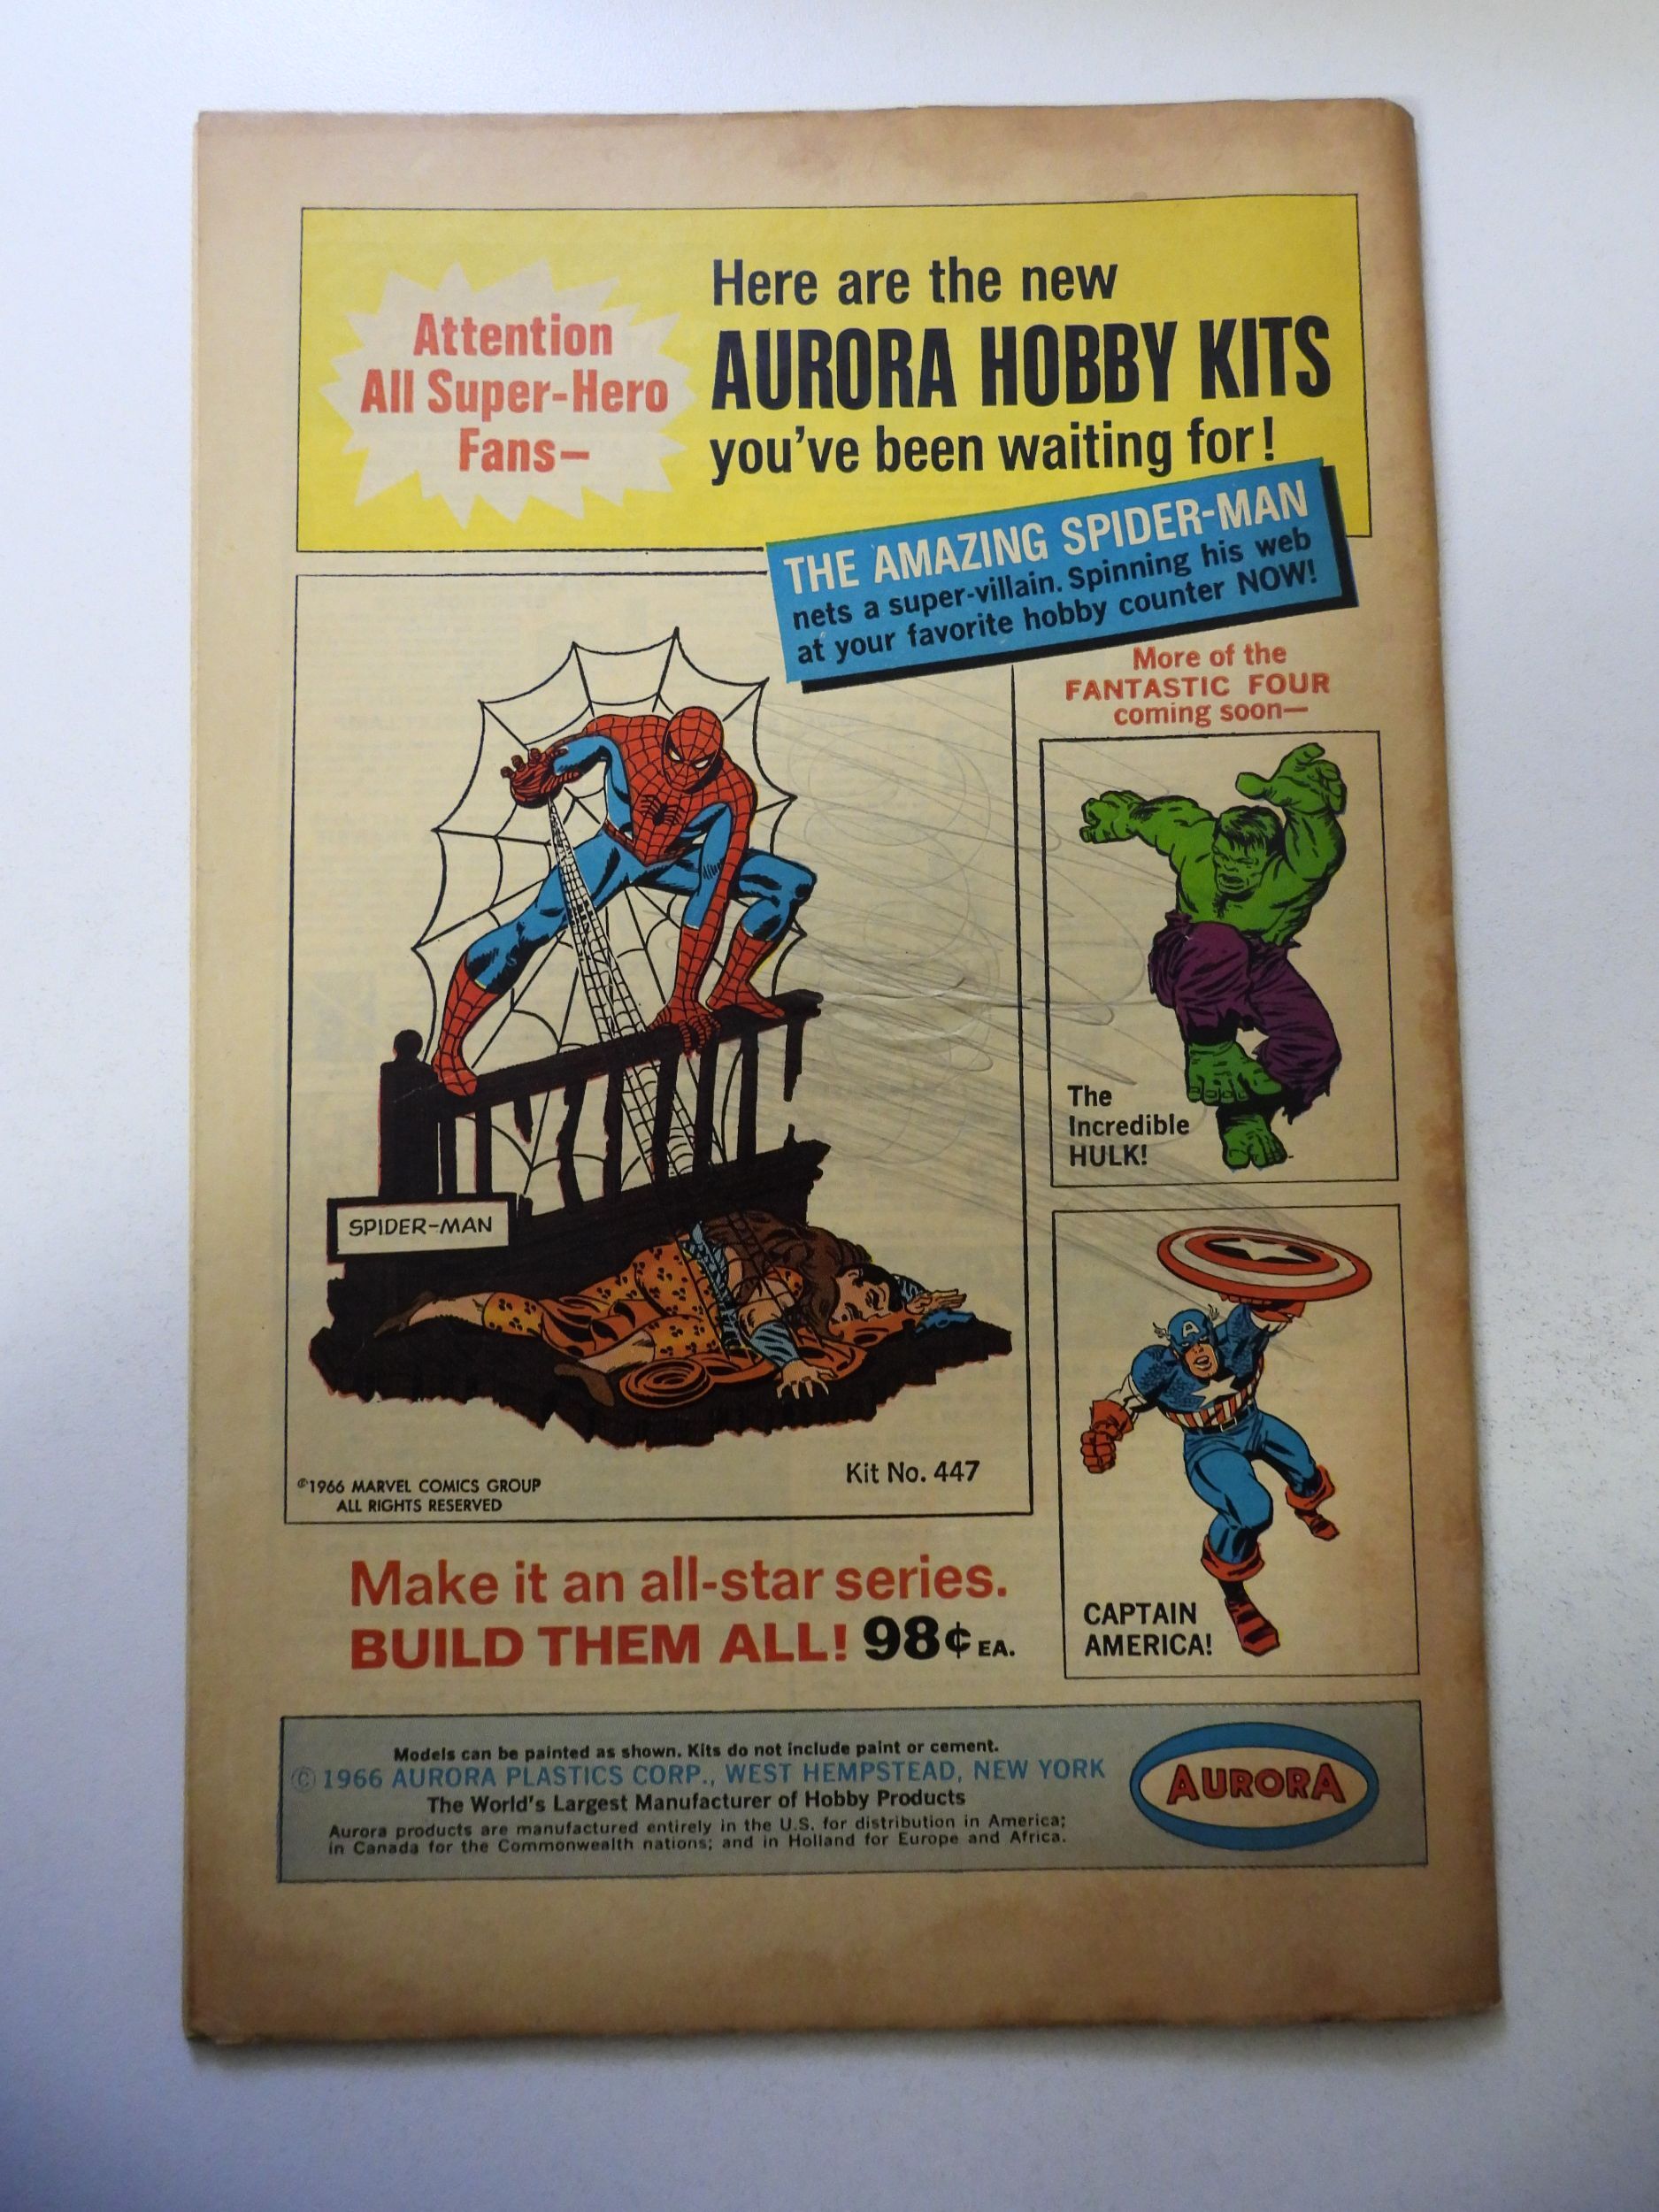 Attention
All Super-Hero
Fans—
Here are the new
AURORA HOBBY KITS
you've been waiting for!
THE AMAZING SPIDER-MAN
nets a super-villain. Spinning his web
at your favorite hobby counter NOW!
More of the
FANTASTIC FOUR
coming soon—
The
Incredible
HULK!
SPIDER-MAN
A
Kit No. 447
©1966 MARVEL COMICS GROUP
ALL RIGHTS RESERVED
CAPTAIN
AMERICA!
Make it an all-star series.
BUILD THEM ALL! 98¢ EA.
Models can be painted as shown. Kits do not include paint or cement.
© 1966 AURORA PLASTICS CORP., WEST HEMPSTEAD, NEW YORK
The World's Largest Manufacturer of Hobby Products
Aurora products are manufactured entirely in the U.S. for distribution in America;
in Canada for the Commonwealth nations; and in Holland for Europe and Africa.
AURORA